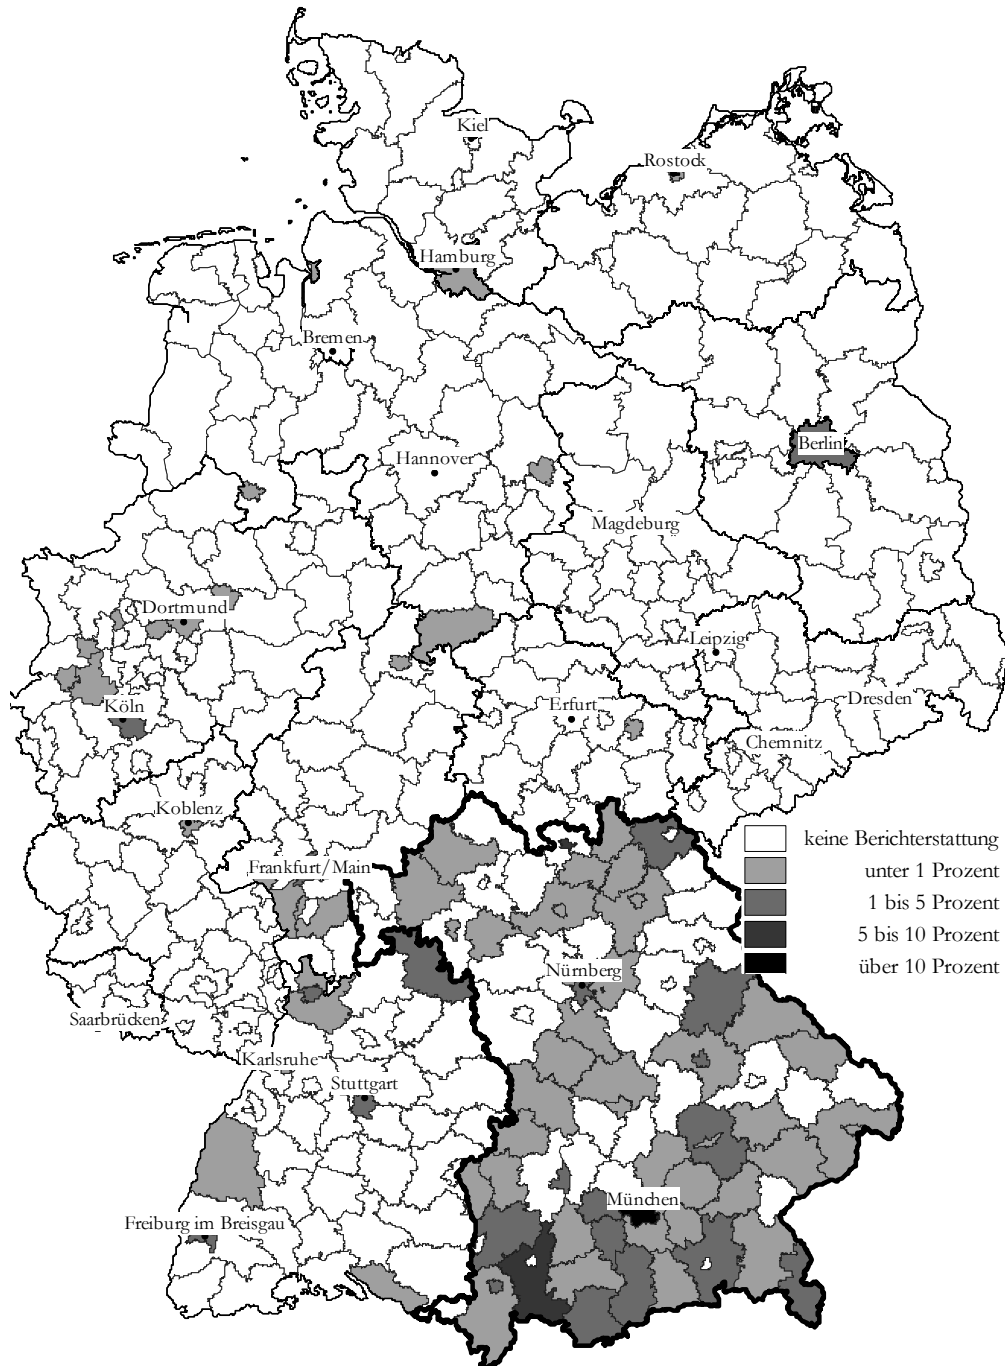 Kiel
Rostock
Hamburg
Bremen
Berlin
Hannover
Magdeburg
Dortmund
Leipzig
Köln
Erfurt
Dresden
Chemnitz
Koblenz
keine Berichterstattung
Frankfurt/Main
unter 1 Prozent
1 bis 5 Prozent
5 bis 10 Prozent
Nürnberg
über 10 Prozent
Saarbrücken
Karlsruhe
Stuttgart
München
Freiburg im Breisgau